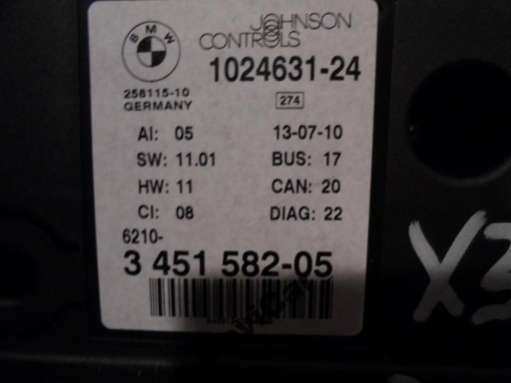 BMW
JOHNSON
CONTROLS
1024631-24
258115-10
GERMANY
274
AI: 05
13-07-10
SW: 11.01
BUS: 17
HW: 11
CAN: 20
CI: 08
DIAG: 22
6210-
3 451 582-05
X3